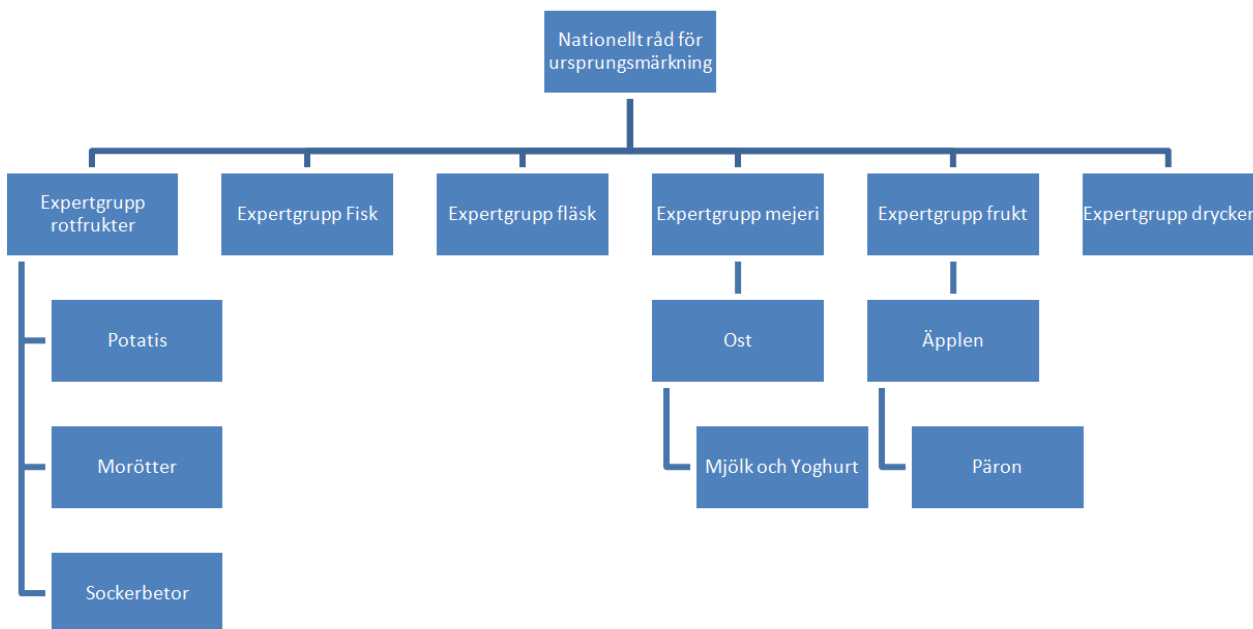 Nationellt råd för
ursprungsmärkning
Expertgrupp
rotfrukter
Expertgrupp Fisk
Expertgrupp fläsk
Expertgrupp mejeri
Expertgrupp frukt
Expertgrupp drycker
Potatis
Ost
Äpplen
Morötter
Mjölk och Yoghurt
Päron
Sockerbetor